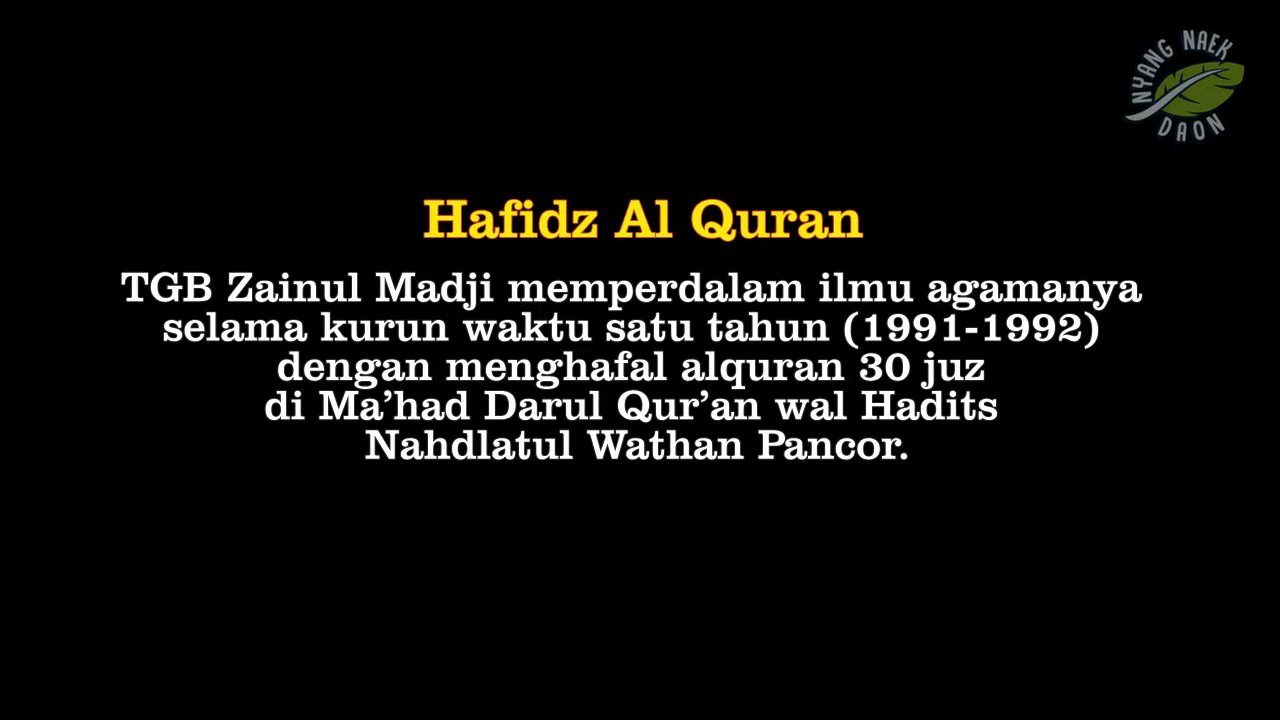 NYANG NAEK
DAON
Hafidz Al Quran
TGB Zainul Madji memperdalam ilmu agamanya
selama kurun waktu satu tahun (1991-1992)
dengan menghafal alquran 30 juz
di Ma’had Darul Qur’an wal Hadits
Nahdlatul Wathan Pancor.